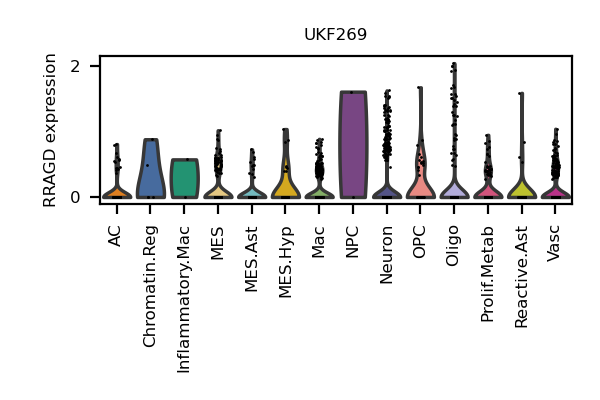 UKF269
RRAGD expression
2
0
AC
Chromatin.Reg
Inflammatory.Mac
MES
MES.Ast
MES.Hyp
Mac
NPC
Neuron
OPC
Oligo
Prolif.Metab
Reactive.Ast
Vasc